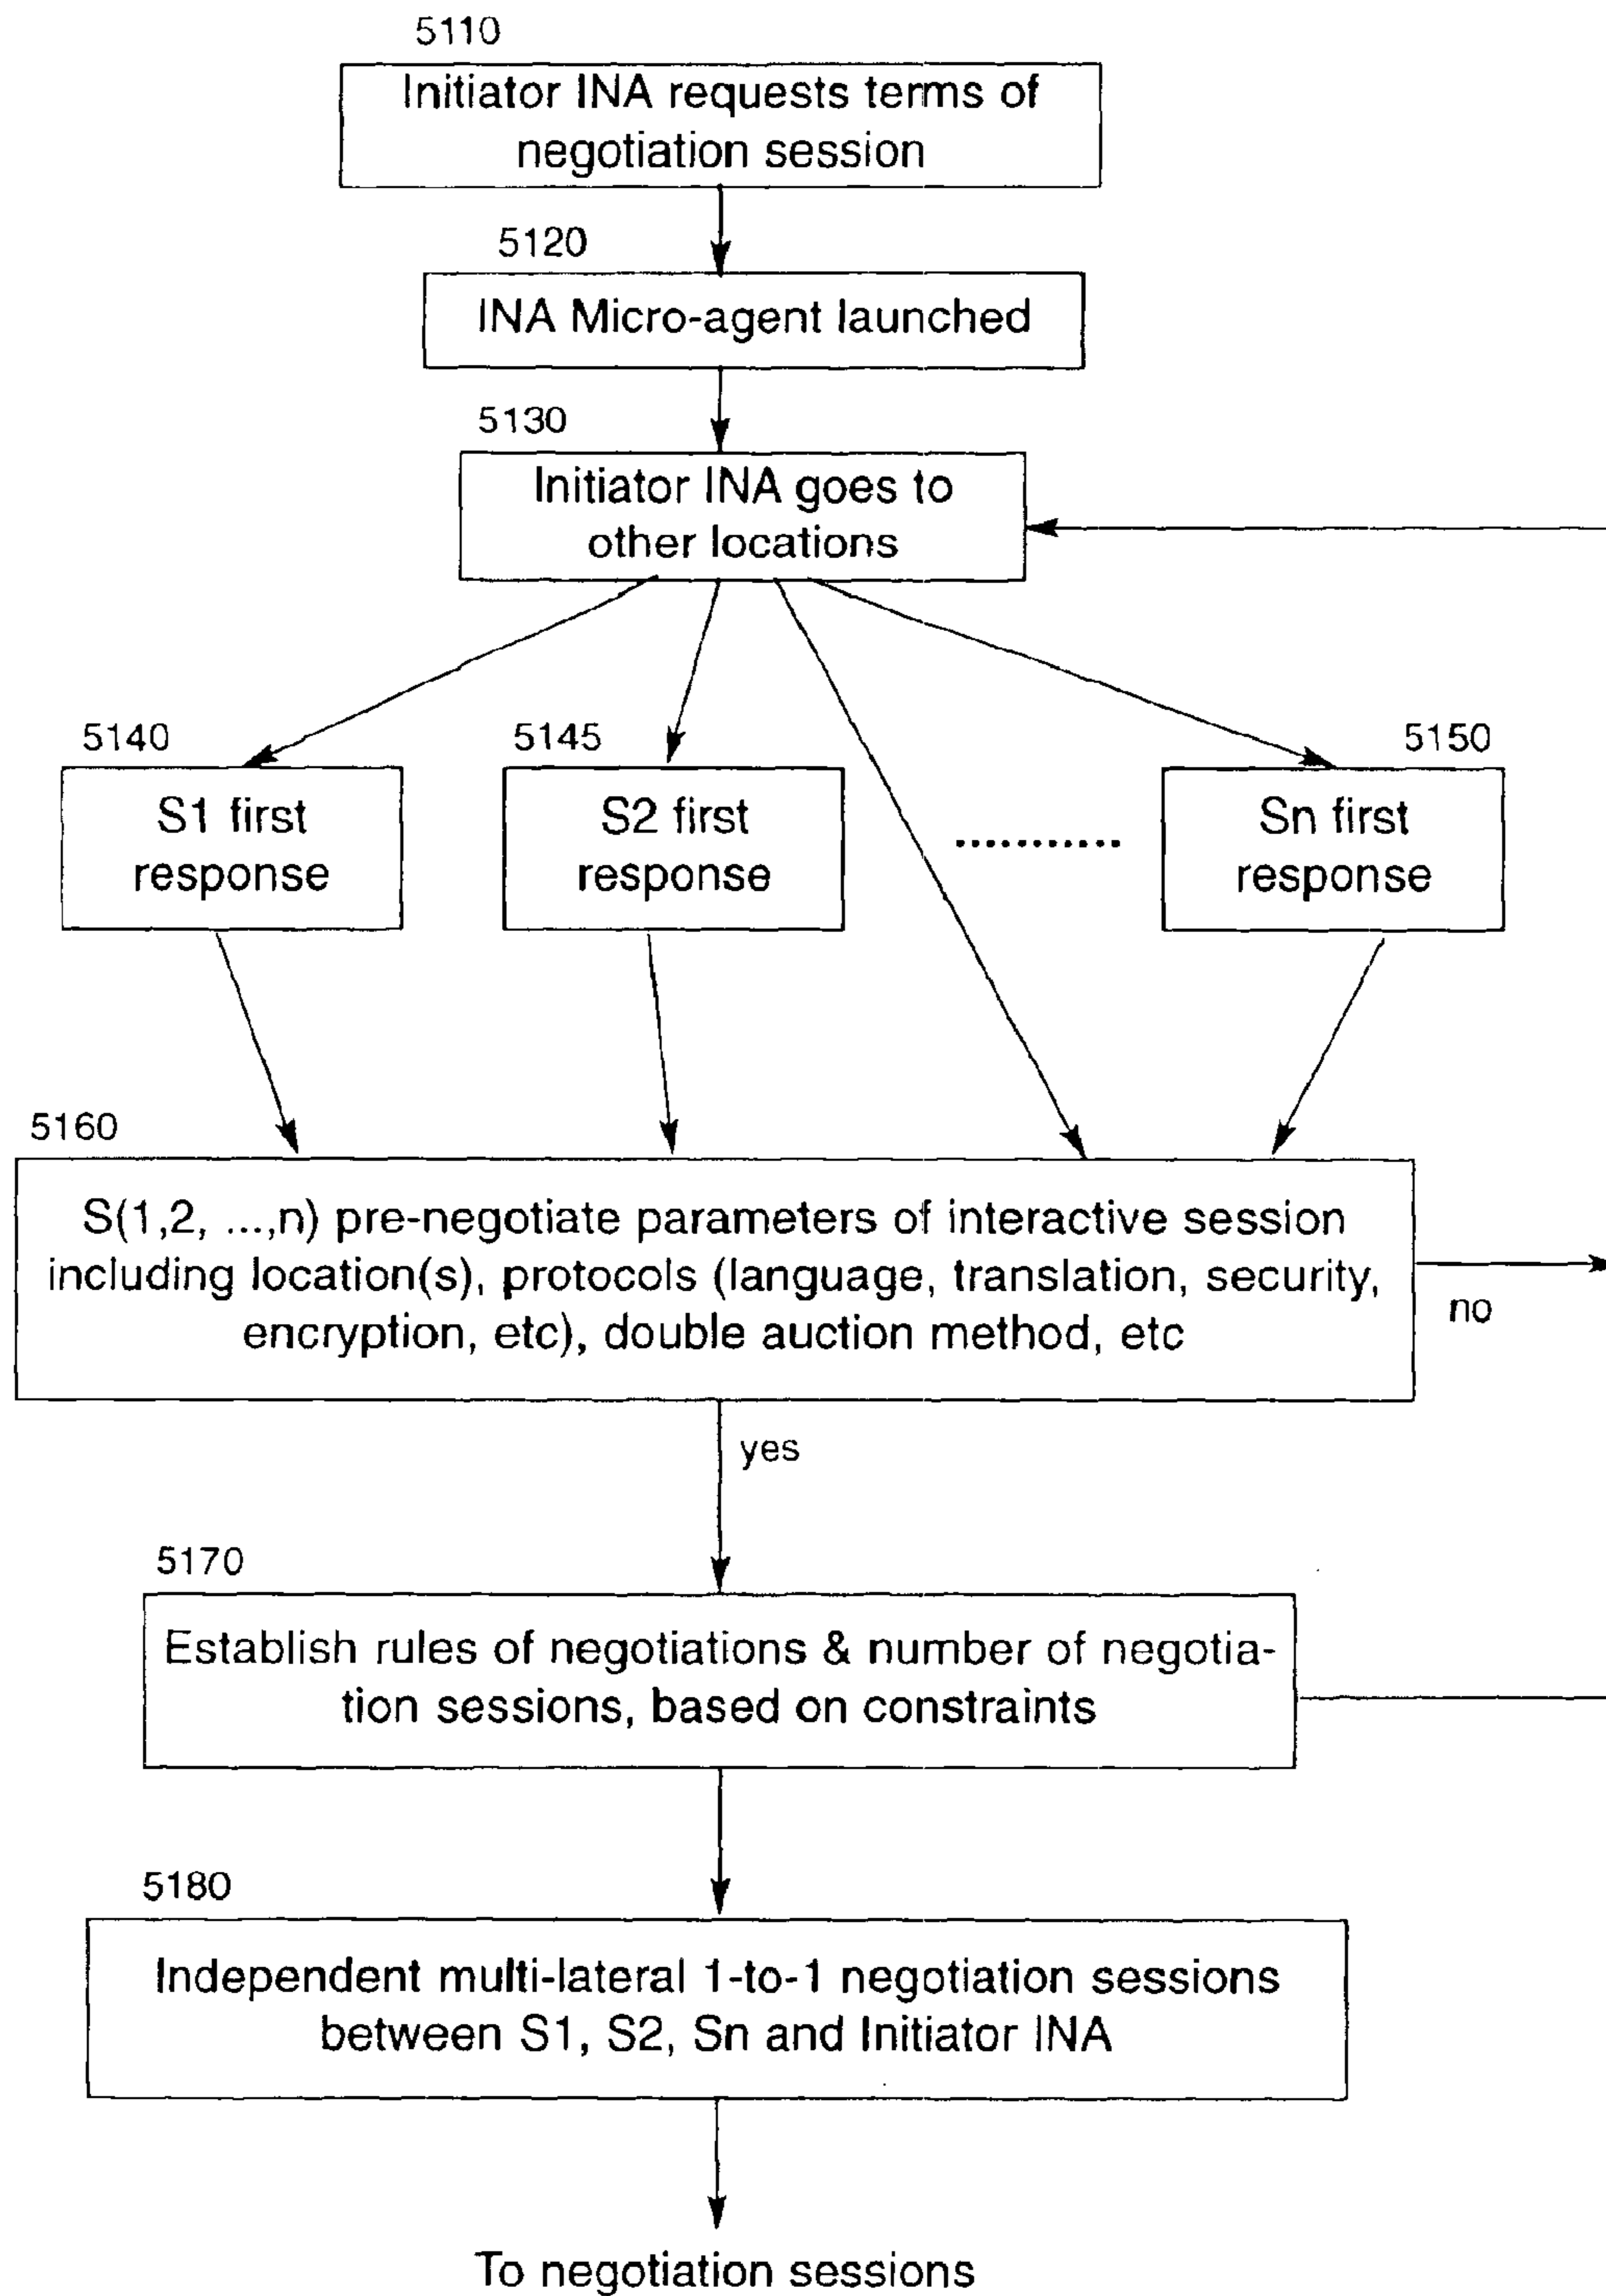 5110
Initiator INA requests terms of
negotiation session
5120
INA Micro-agent launched
5130
Initiator INA goes to
other locations
5140
S1 first
response
5145
S2 first
response
............
5150
Sn first
response
5160
S(1,2, ...,n) pre-negotiate parameters of interactive session
including location(s), protocols (language, translation, security,
encryption, etc), double auction method, etc
no
yes
5170
Establish rules of negotiations & number of negotia-
tion sessions, based on constraints
5180
Independent multi-lateral 1-to-1 negotiation sessions
between S1, S2, Sn and Initiator INA
To negotiation sessions